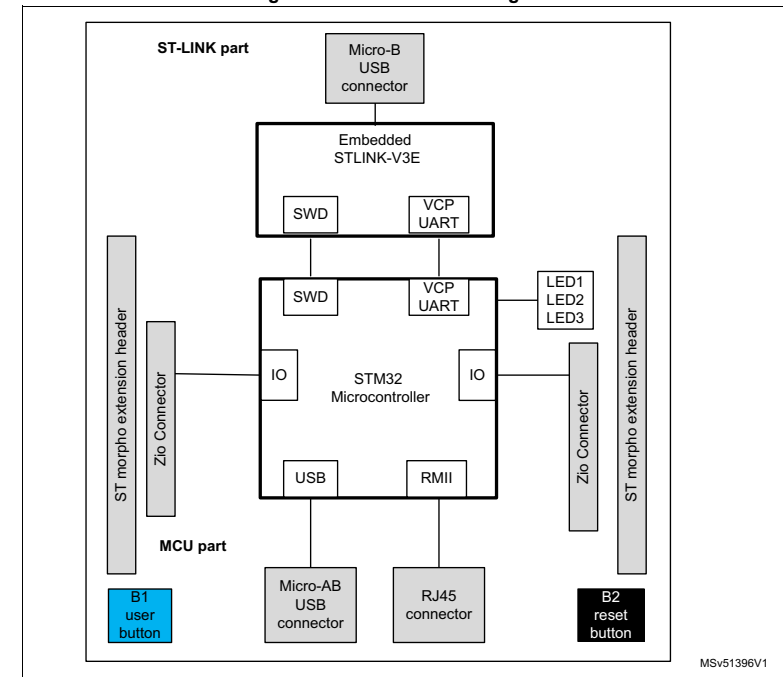 ST-LINK part
Micro-B
USB
connector
Embedded
STLINK-V3E
SWD
VCP
UART
SWD
VCP
UART
LED1
LED2
LED3
ST morpho extension header
Zio Connector
IO
STM32
Microcontroller
IO
Zio Connector
ST morpho extension header
USB
RMII
MCU part
B1
user
button
Micro-AB
USB
connector
RJ45
connector
B2
reset
button
MSv51396V1